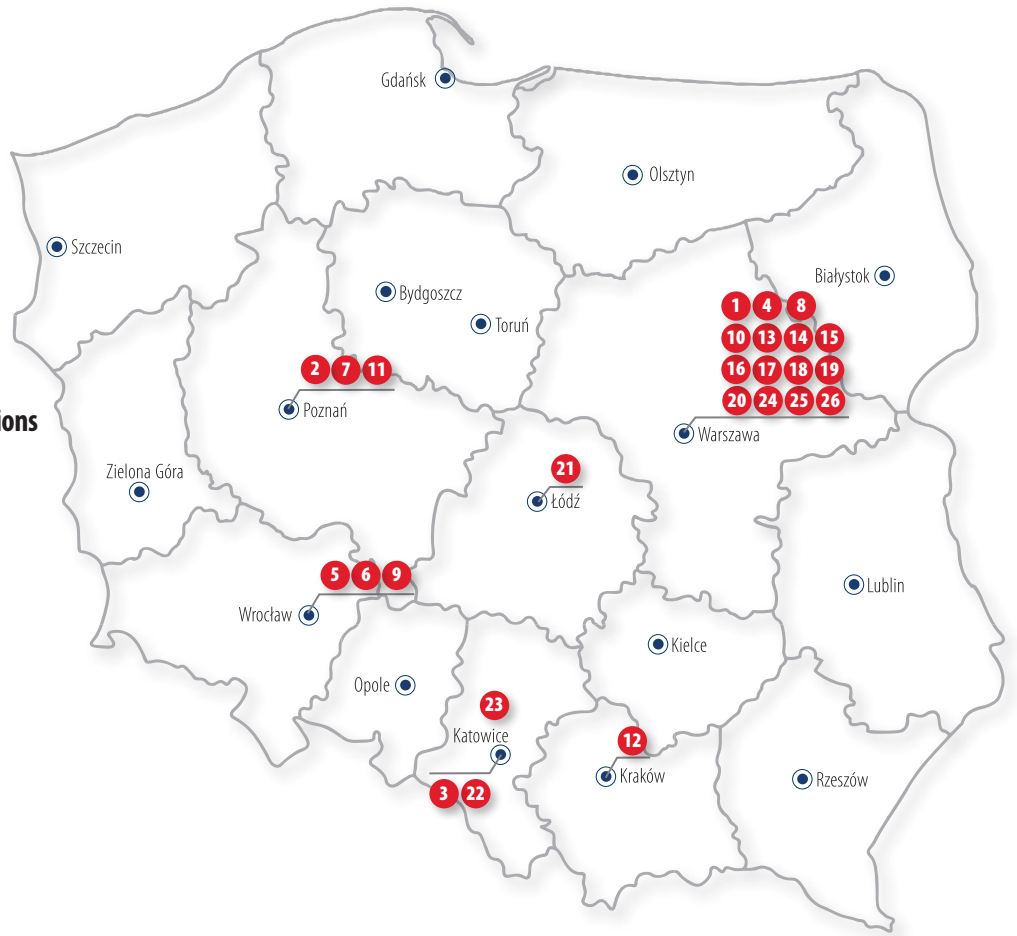 Gdańsk
Olsztyn
Szczecin
Białystok
Bydgoszcz
Toruń
1 4 8
10 13 14 15
16 17 18 19
20 24 25 26
Warszawa
2 7 11
Poznań
ions
Zielona Góra
21
Łódź
5 6 9
Wrocław
Lublin
Kielce
Opole
23
Katowice
3 22
12
Kraków
Rzeszów